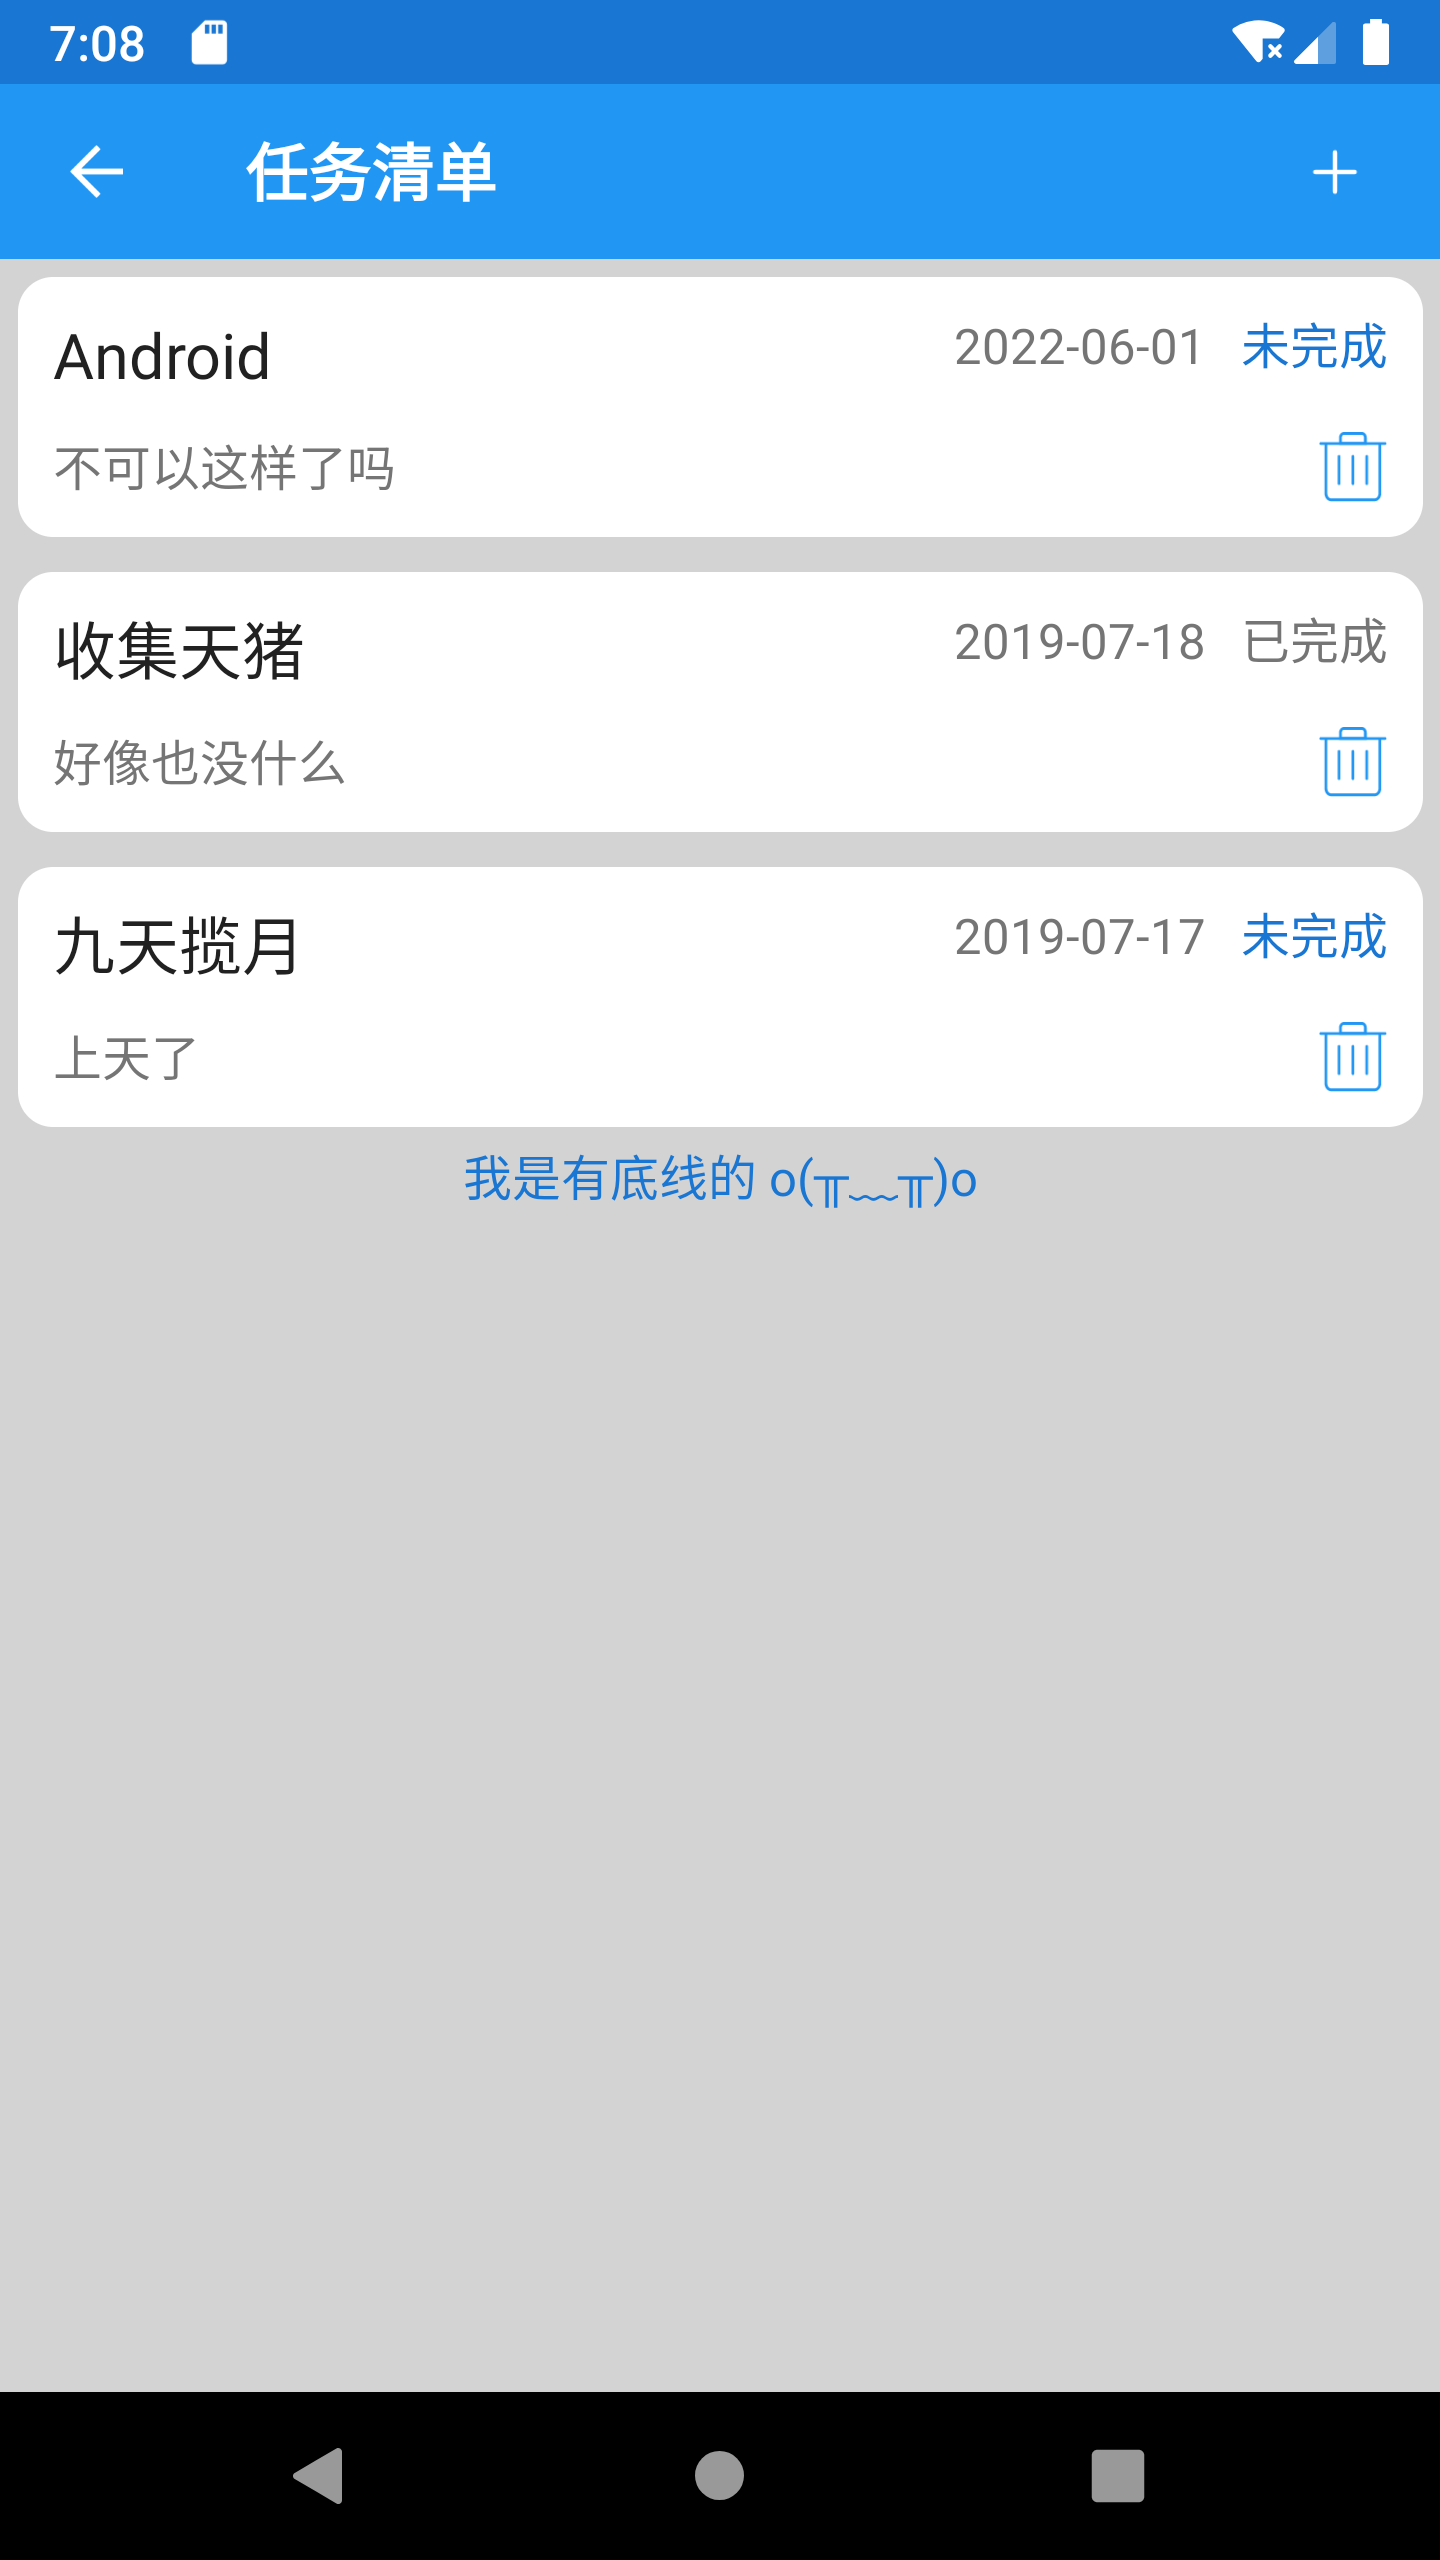 7:08
任务清单
Android 2022-06-01 未完成
不可以这样了吗
收集天猪 2019-07-18 已完成
好像也没什么
九天揽月 2019-07-17 未完成
上天了
我是有底线的 o(╥﹏╥)o